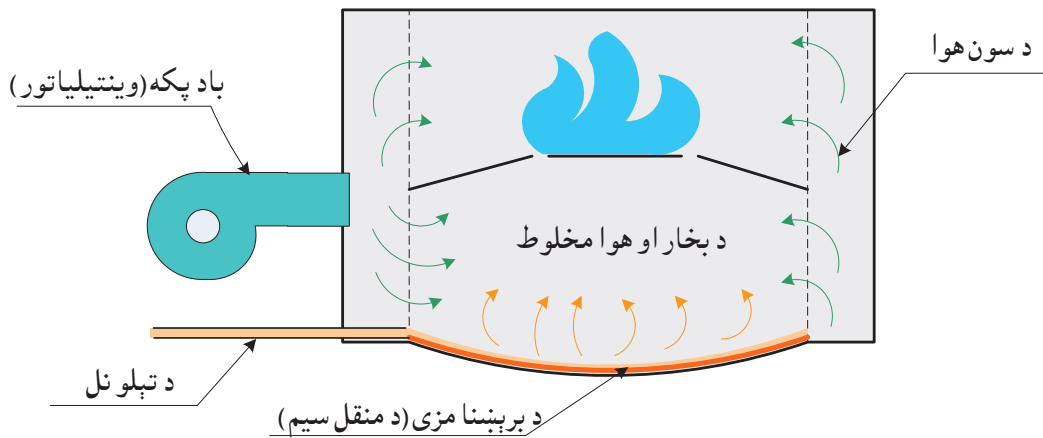 د سون هوا
باد پکه (وینتیلیاتور)
د بخار او هوا مخلوط
د تېلو نل
د برېښنا مزی (د منقل سیم)